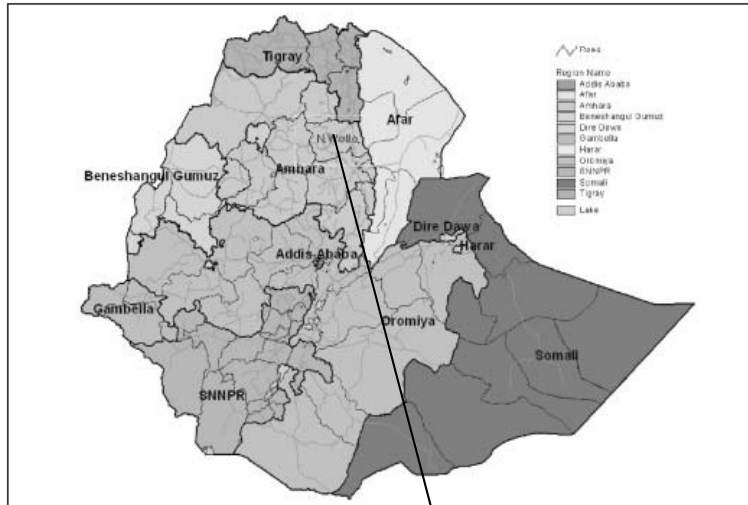 Tigray
N.Wollo
Afar
Amhara
Beneshangul Gumuz
Dire Dawa
Harar
Addis Ababa
Gambella
Oromiya
Somali
SNNPR
Region Name
Addis Ababa
Afar
Amhara
Beneshangul Gumuz
Dire Dawa
Gambella
Harar
Oromiya
SNNPR
Somali
Tigray
Lake